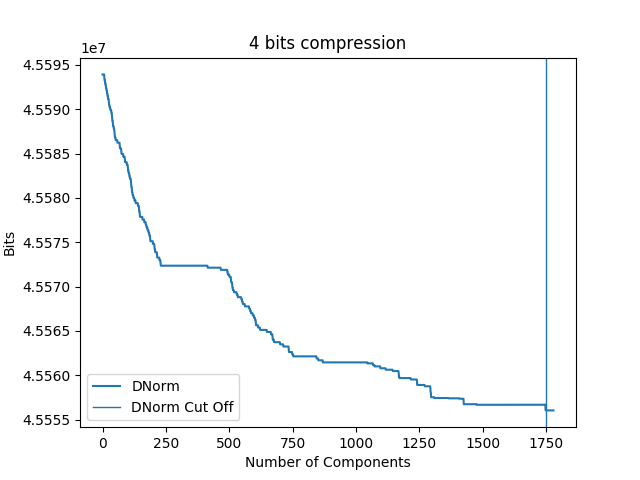 4 bits compression
1e7
4.5595
4.5590
4.5585
4.5580
4.5575
4.5570
4.5565
4.5560
4.5555
Bits
DNorm
DNorm Cut Off
0 250 500 750 1000 1250 1500 1750
Number of Components